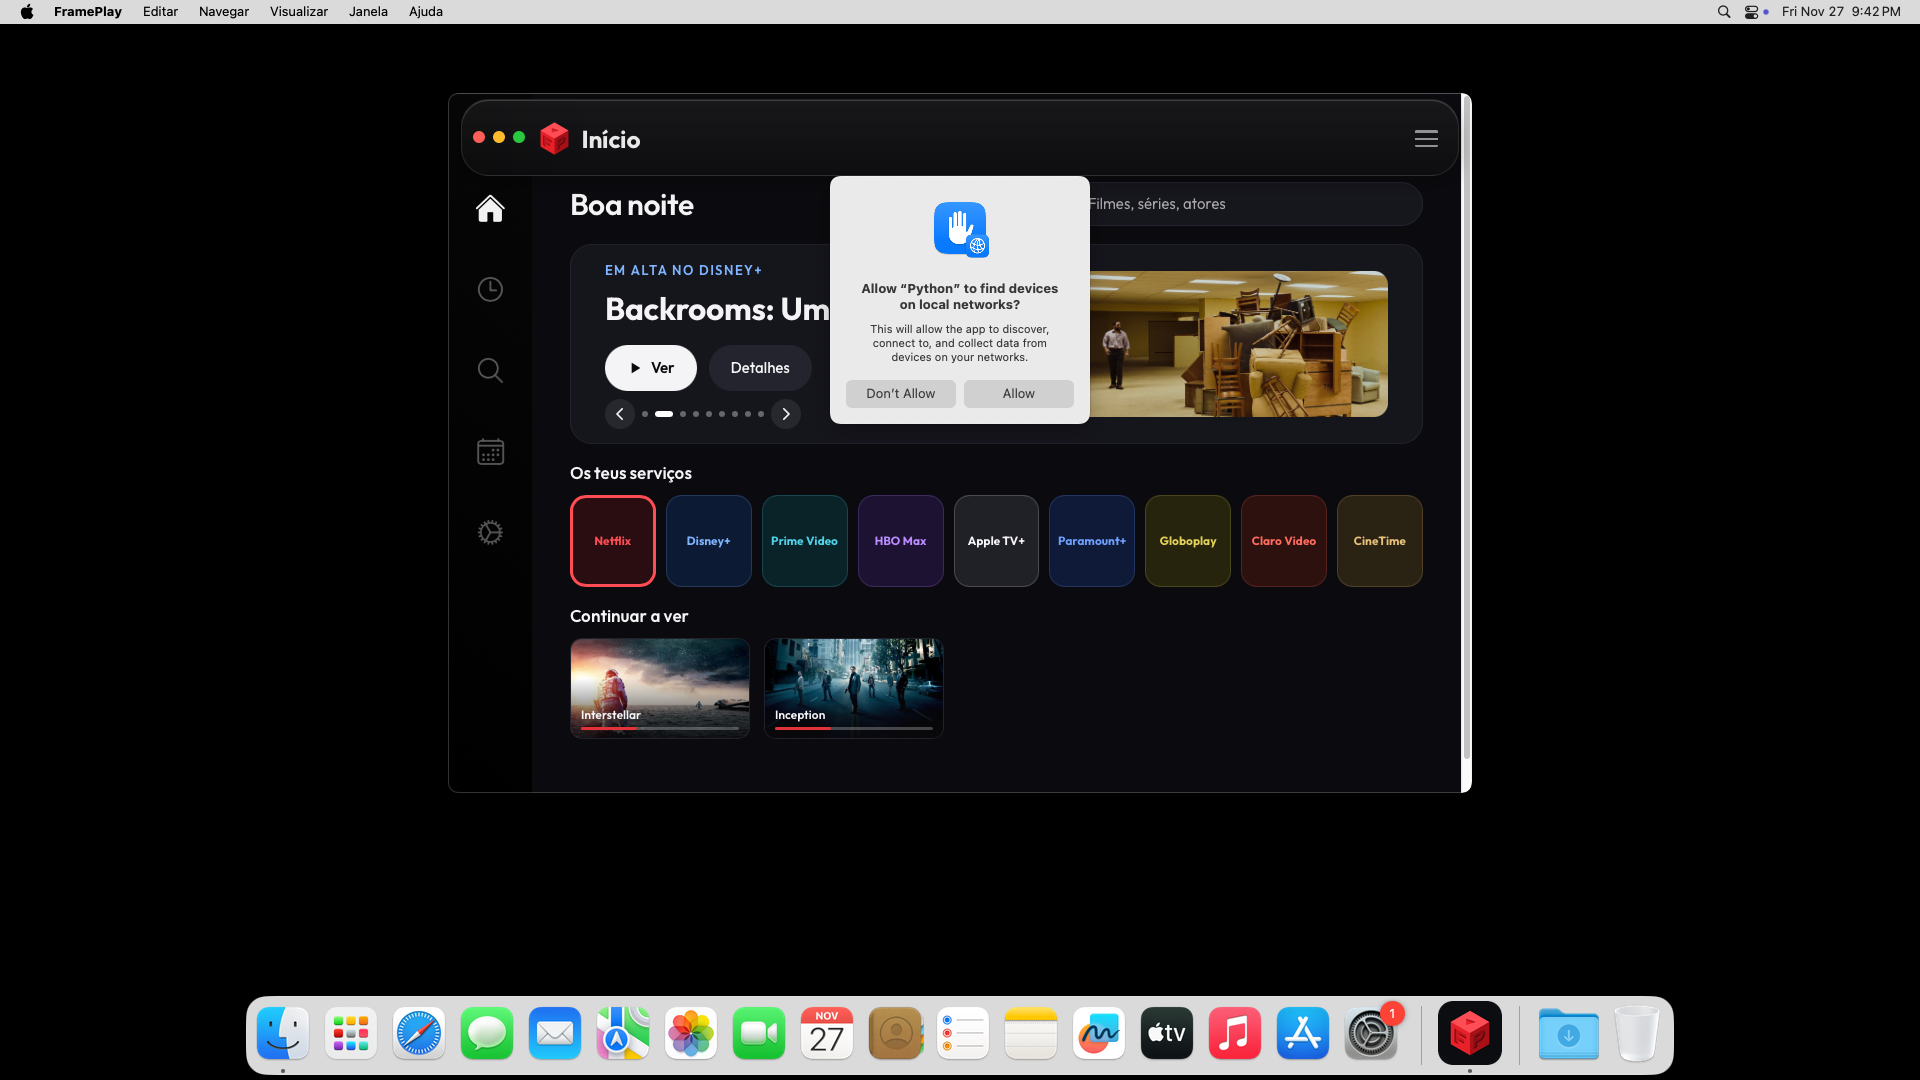 FramePlay Editar Navegar Visualizar Janela Ajuda
Fri Nov 27 9:42 PM
Início
Boa noite
Filmes, séries, atores
EM ALTA NO DISNEY+
Backrooms: Um
Ver
Detalhes
Allow “Python” to find devices
on local networks?
This will allow the app to discover,
connect to, and collect data from
devices on your networks.
Don’t Allow
Allow
Os teus serviços
Netflix
Disney+
Prime Video
HBO Max
Apple TV+
Paramount+
Globoplay
Claro Video
CineTime
Continuar a ver
Interstellar
Inception
NOV
27
tv
1